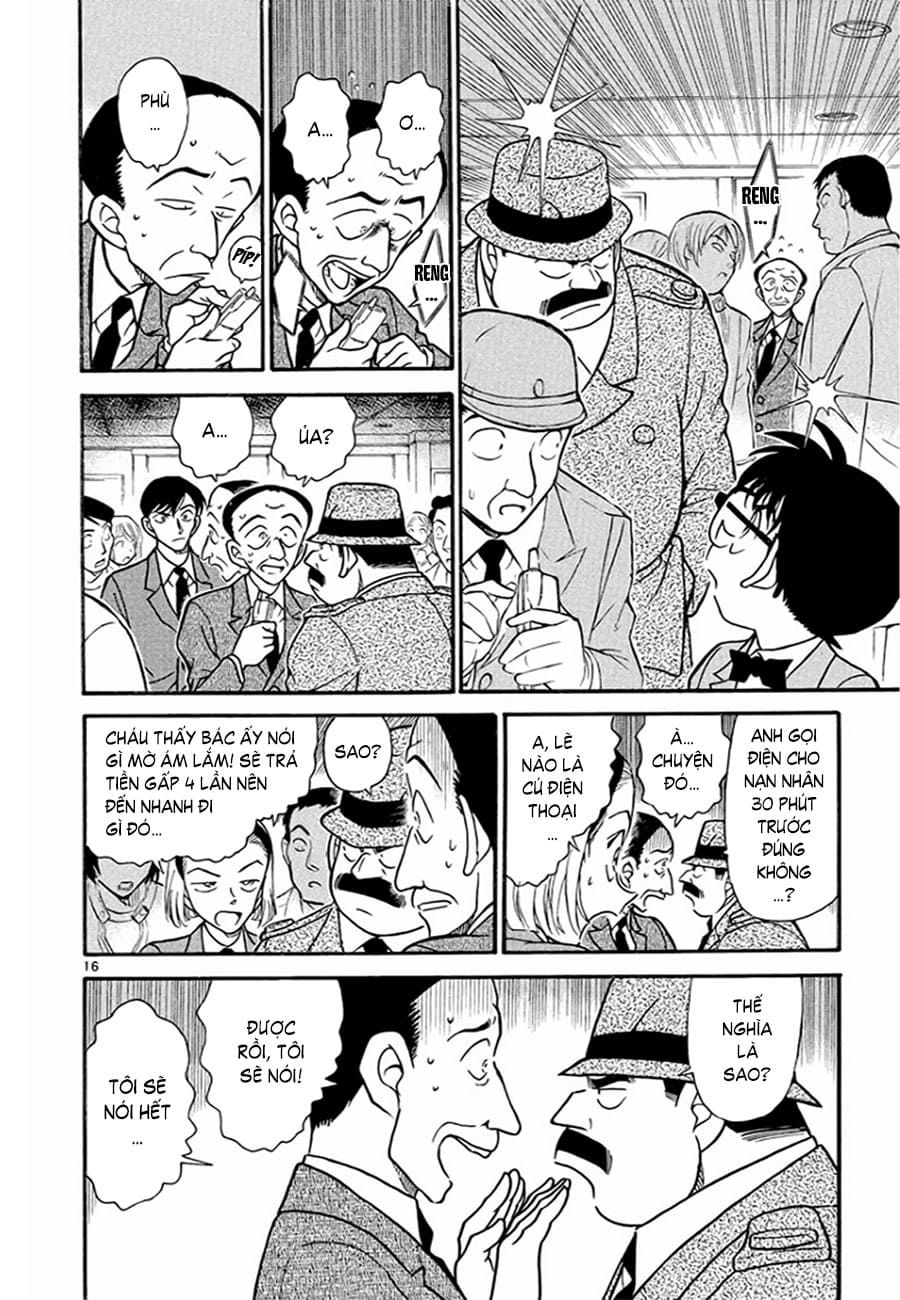 RENG
...
Ơ...
A...
RENG
...
PHÙ
...
PÍP!
ỦA?
A...
ANH GỌI
ĐIỆN CHO
NẠN NHÂN
30 PHÚT
TRƯỚC
ĐÚNG
KHÔNG
...?
À...
CHUYỆN
ĐÓ...
A, LẼ
NÀO LÀ
CÚ ĐIỆN
THOẠI
...
SAO?
CHÁU THẤY BÁC ẤY NÓI
GÌ MỜ ÁM LẮM! SẼ TRẢ
TIỀN GẤP 4 LẦN NÊN
ĐẾN NHANH ĐI
GÌ ĐÓ...
16
THẾ
NGHĨA
LÀ
SAO?
ĐƯỢC
RỒI, TÔI
SẼ NÓI!
TÔI SẼ
NÓI HẾT
...